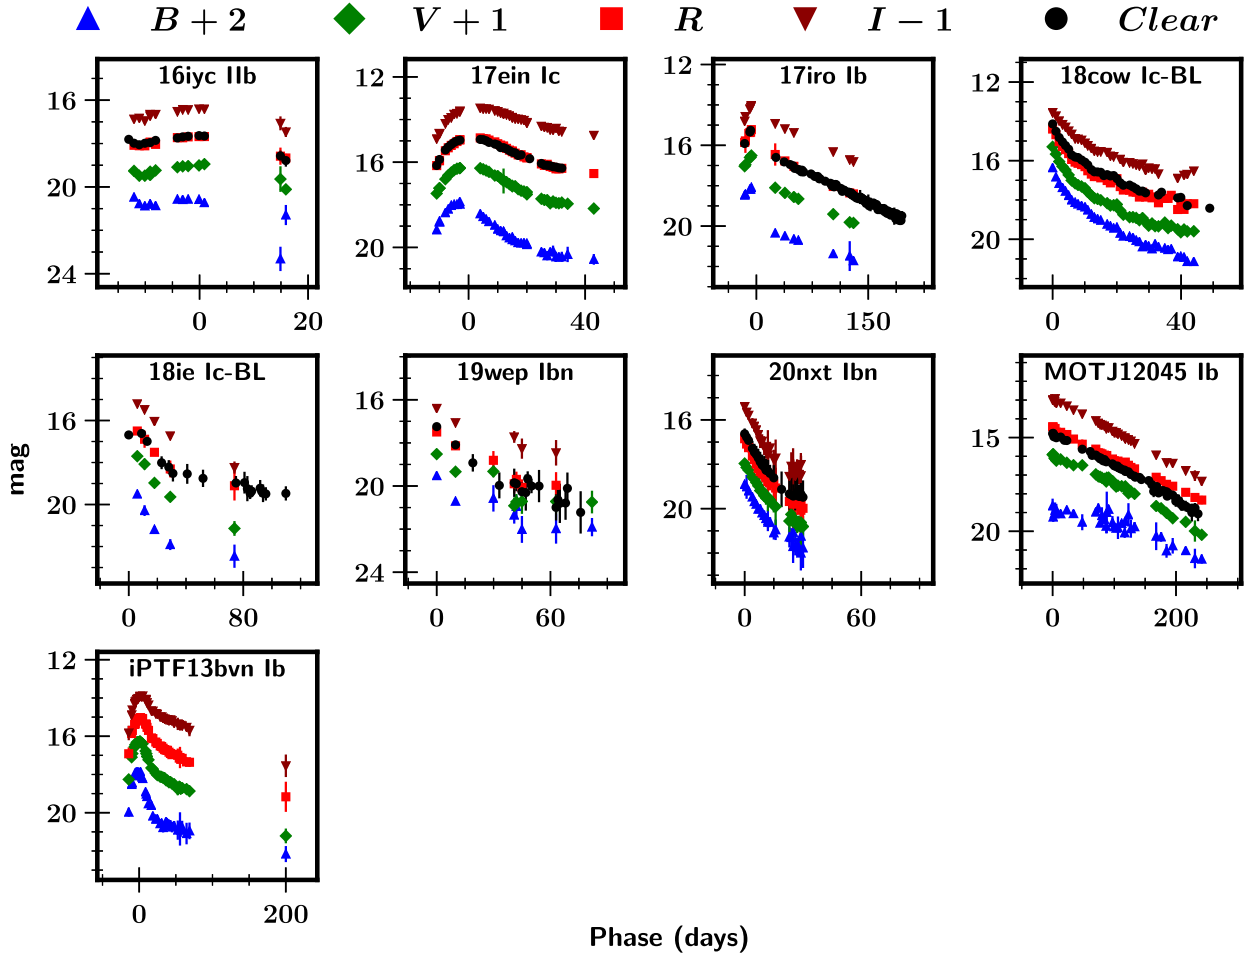 B + 2 V + 1 R I − 1 Clear
16iyc IIb 17ein Ic 17iro Ib 18cow Ic-BL
16 20 24 12 16 20 12 16 20 12 16 20
0 20 0 40 0 150 0 40
18ie Ic-BL 19wep Ibn 20nxt Ibn MOTJ12045 Ib
mag
16 20 16 20 24 16 20 15 20
0 80 0 60 0 60 0 200
iPTF13bvn Ib
12 16 20
0 200
Phase (days)